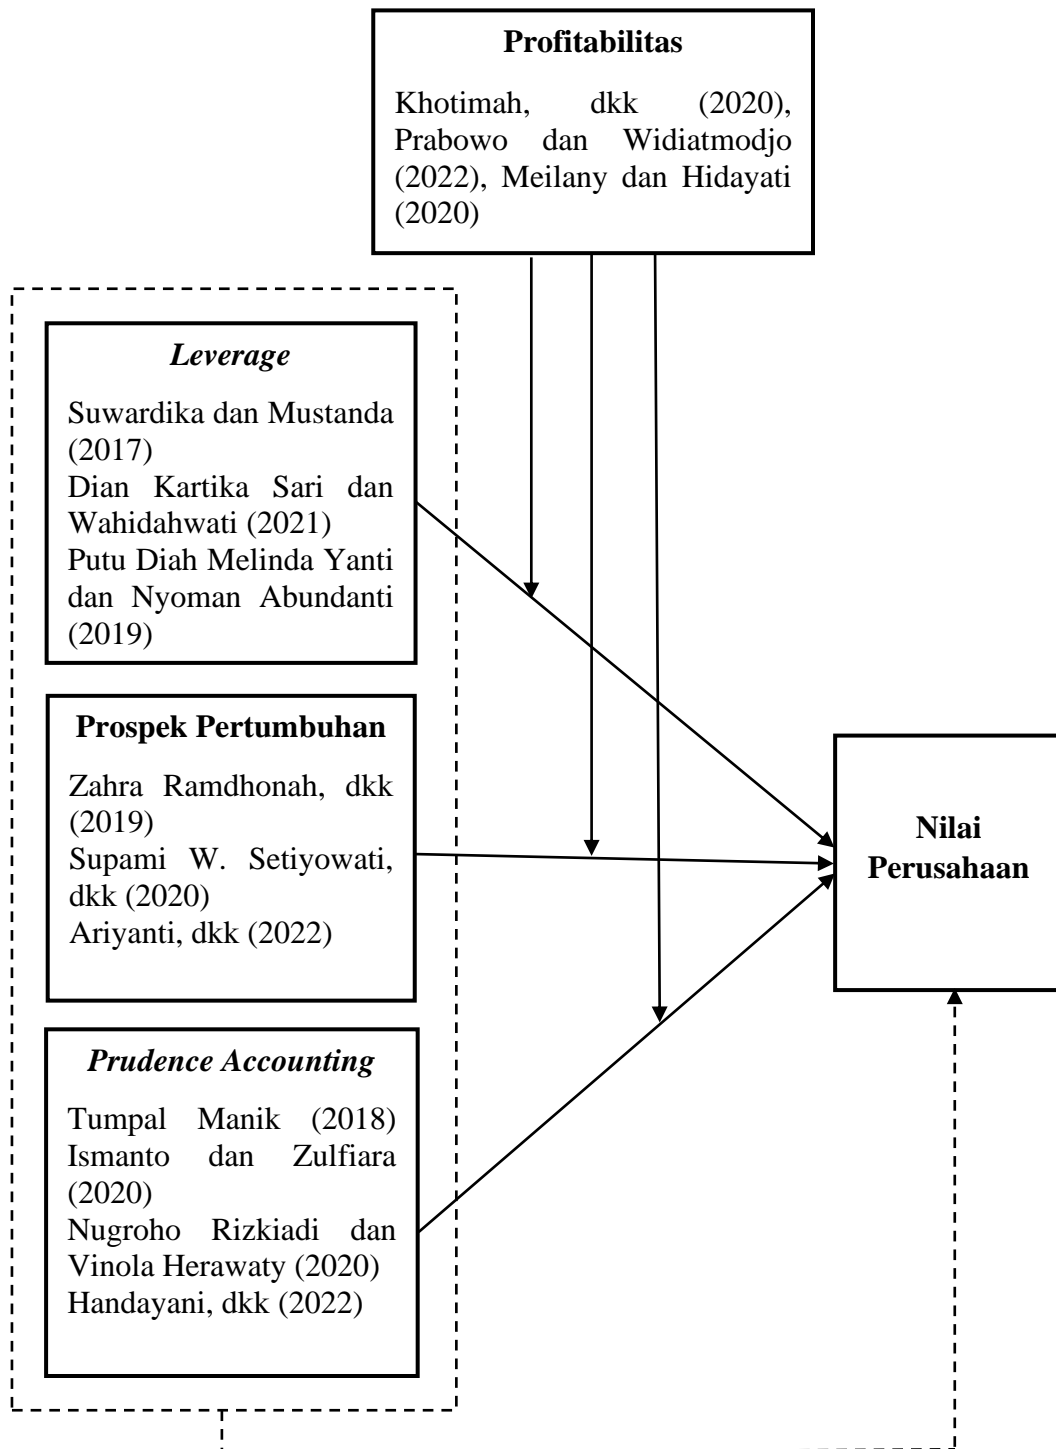 Profitabilitas
Khotimah, dkk (2020),
Prabowo dan Widiatmodjo
(2022), Meilany dan Hidayati
(2020)
Leverage
Suwardika dan Mustanda
(2017)
Dian Kartika Sari dan
Wahidahwati (2021)
Putu Diah Melinda Yanti
dan Nyoman Abundanti
(2019)
Prospek Pertumbuhan
Zahra Ramdhonah, dkk
(2019)
Supami W. Setiyowati,
dkk (2020)
Ariyanti, dkk (2022)
Nilai
Perusahaan
Prudence Accounting
Tumpal Manik (2018)
Ismanto dan Zulfiara
(2020)
Nugroho Rizkiadi dan
Vinola Herawaty (2020)
Handayani, dkk (2022)